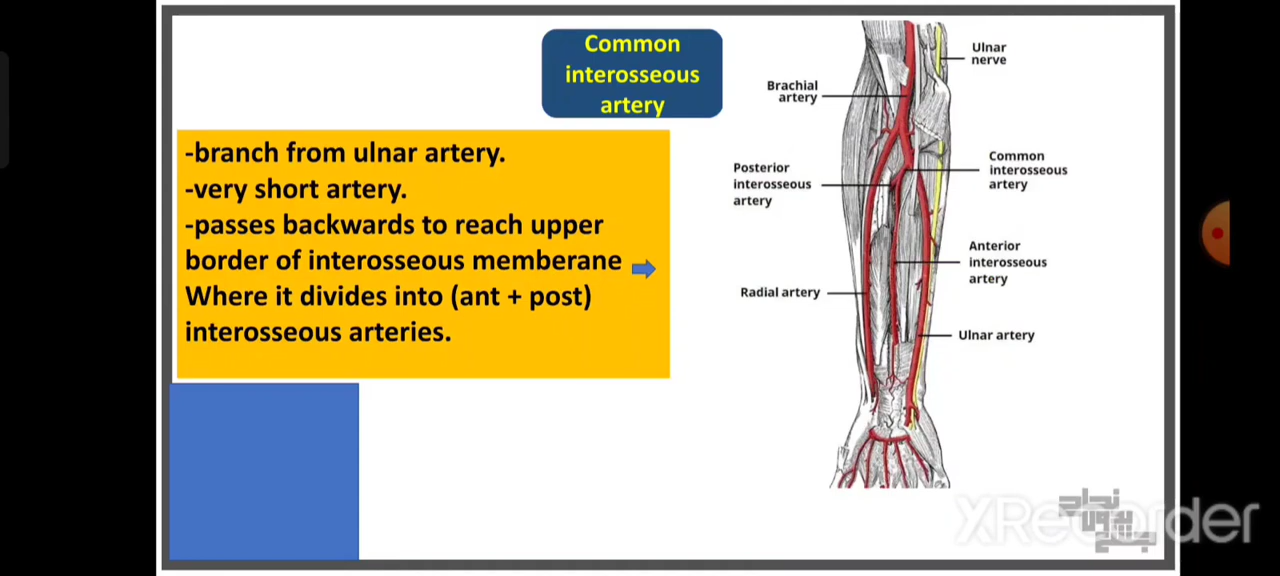 Common
interosseous
artery
-branch from ulnar artery.
-very short artery.
-passes backwards to reach upper
border of interosseous memberane
Where it divides into (ant + post)
interosseous arteries.
Ulnar
nerve
Brachial
artery
Posterior
interosseous
artery
Common
interosseous
artery
Anterior
interosseous
artery
Radial artery
Ulnar artery
XRecorder
نجاح
بدون